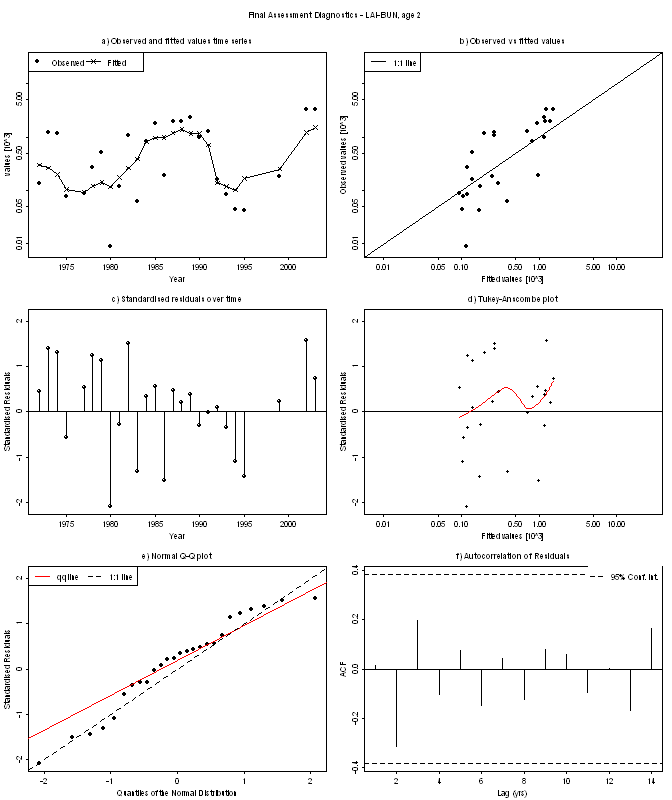 Final Assessment Diagnostics - LAI-BUN, age 2
a) Observed and fitted values time series
Observed Fitted
values [10^3]
5.00
0.50
0.05
0.01
1975 1980 1985 1990 1995 2000
Year
b) Observed vs fitted values
1:1 line
Observed values [10^3]
5.00
0.50
0.05
0.01
0.01 0.05 0.10 0.50 1.00 5.00 10.00
Fitted values [10^3]
c) Standardised residuals over time
Standardised Residuals
2
1
0
-1
-2
1975 1980 1985 1990 1995 2000
Year
d) Tukey-Anscombe plot
Standardised Residuals
2
1
0
-1
-2
0.01 0.05 0.10 0.50 1.00 5.00 10.00
Fitted values [10^3]
e) Normal Q-Q plot
qq line 1:1 line
Standardised Residuals
2
1
0
-1
-2
-2 -1 0 1 2
Quantiles of the Normal Distribution
f) Autocorrelation of Residuals
95% Conf. Int.
ACF
0.4
0.2
0.0
-0.2
-0.4
2 4 6 8 10 12 14
Lag (yrs)